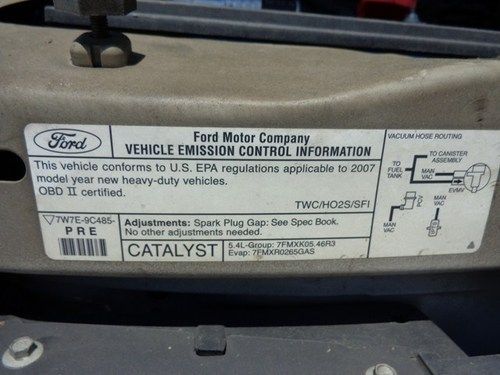 Ford
Ford Motor Company
VEHICLE EMISSION CONTROL INFORMATION
This vehicle conforms to U.S. EPA regulations applicable to 2007
model year new heavy-duty vehicles.
OBD II certified.
TWC/HO2S/SFI
7W7E-9C485-
PRE
Adjustments: Spark Plug Gap: See Spec Book.
No other adjustments needed.
CATALYST
5.4L-Group: 7FMXK05.46R3
Evap: 7FMXR0265GAS
VACUUM HOSE ROUTING
TO CANISTER
ASSEMBLY
TO
FUEL
TANK
MAN
VAC
EVMV
MAN
VAC